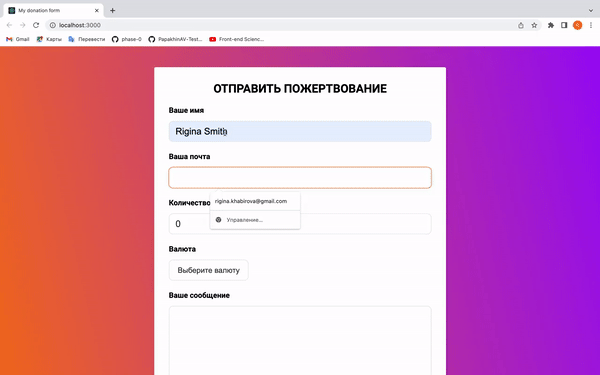 My donation form
localhost:3000
Gmail
Карты
Перевести
phase-0
PapakhinAV-Test...
Front-end Scienc...
ОТПРАВИТЬ ПОЖЕРТВОВАНИЕ
Ваше имя
Rigina Smith
Ваша почта
rigina.khabirova@gmail.com
Количество
Управление...
0
Валюта
Выберите валюту
Ваше сообщение